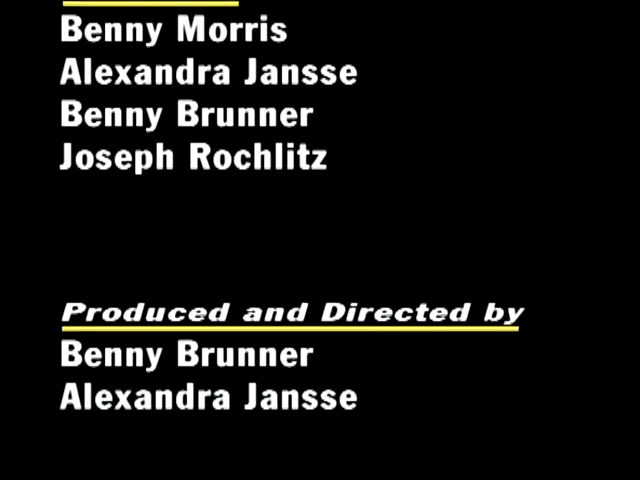 Benny Morris
Alexandra Jansse
Benny Brunner
Joseph Rochlitz
Produced and Directed by
Benny Brunner
Alexandra Jansse